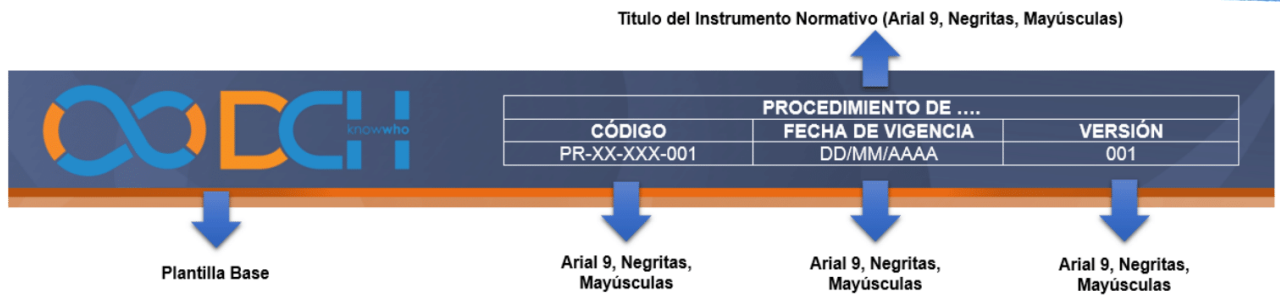 Titulo del Instrumento Normativo (Arial 9, Negritas, Mayúsculas)
DCH
knowwho
PROCEDIMIENTO DE ....
CÓDIGO FECHA DE VIGENCIA VERSIÓN
PR-XX-XXX-001 DD/MM/AAAA 001
Plantilla Base
Arial 9, Negritas,
Mayúsculas
Arial 9, Negritas,
Mayúsculas
Arial 9, Negritas,
Mayúsculas